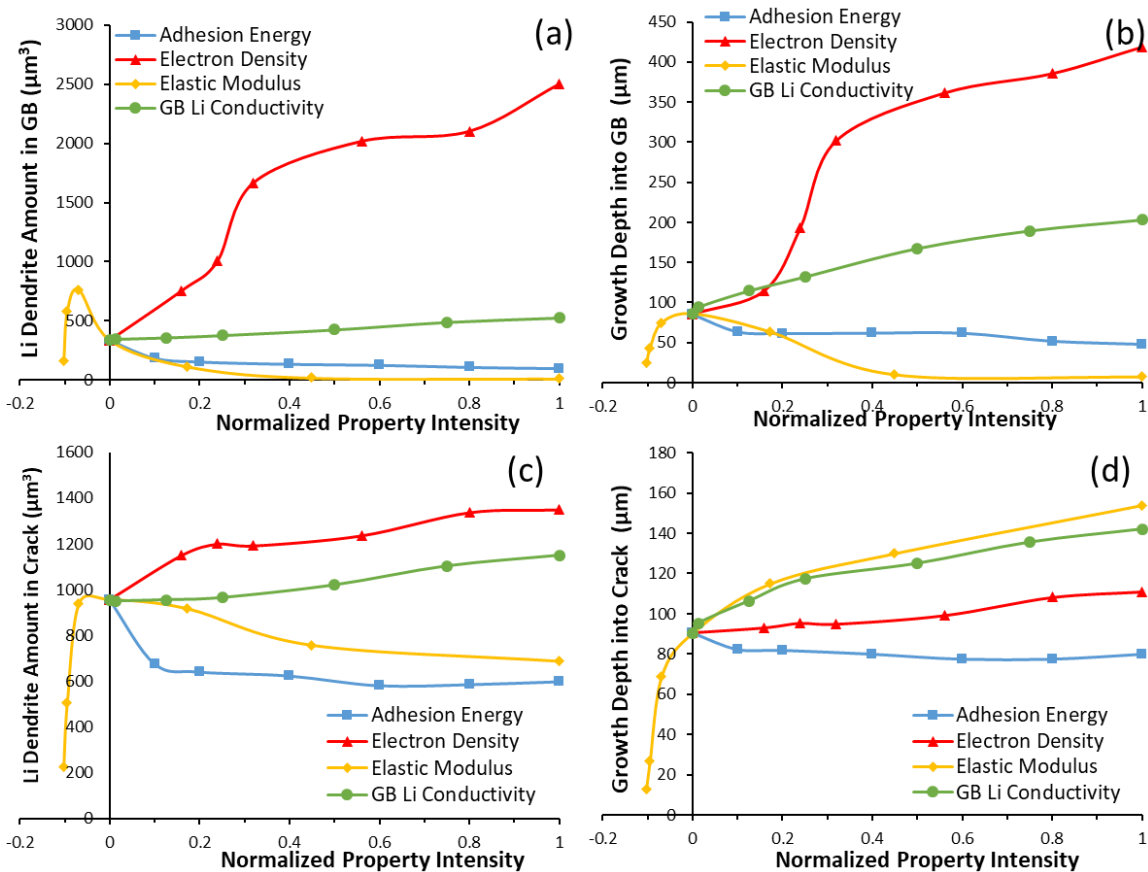 (a)
Li Dendrite Amount in GB (μm³)
3000
2500
2000
1500
1000
500
0
-0.2
0
0.2
0.4
0.6
0.8
1
Normalized Property Intensity
Adhesion Energy
Electron Density
Elastic Modulus
GB Li Conductivity
(b)
Growth Depth into GB (μm)
450
400
350
300
250
200
150
100
50
0
-0.2
0
0.2
0.4
0.6
0.8
1
Normalized Property Intensity
Adhesion Energy
Electron Density
Elastic Modulus
GB Li Conductivity
(c)
Li Dendrite Amount in Crack (μm³)
1600
1400
1200
1000
800
600
400
200
0
-0.2
0
0.2
0.4
0.6
0.8
1
Normalized Property Intensity
Adhesion Energy
Electron Density
Elastic Modulus
GB Li Conductivity
(d)
Growth Depth into Crack (μm)
180
160
140
120
100
80
60
40
20
0
-0.2
0
0.2
0.4
0.6
0.8
1
Normalized Property Intensity
Adhesion Energy
Electron Density
Elastic Modulus
GB Li Conductivity